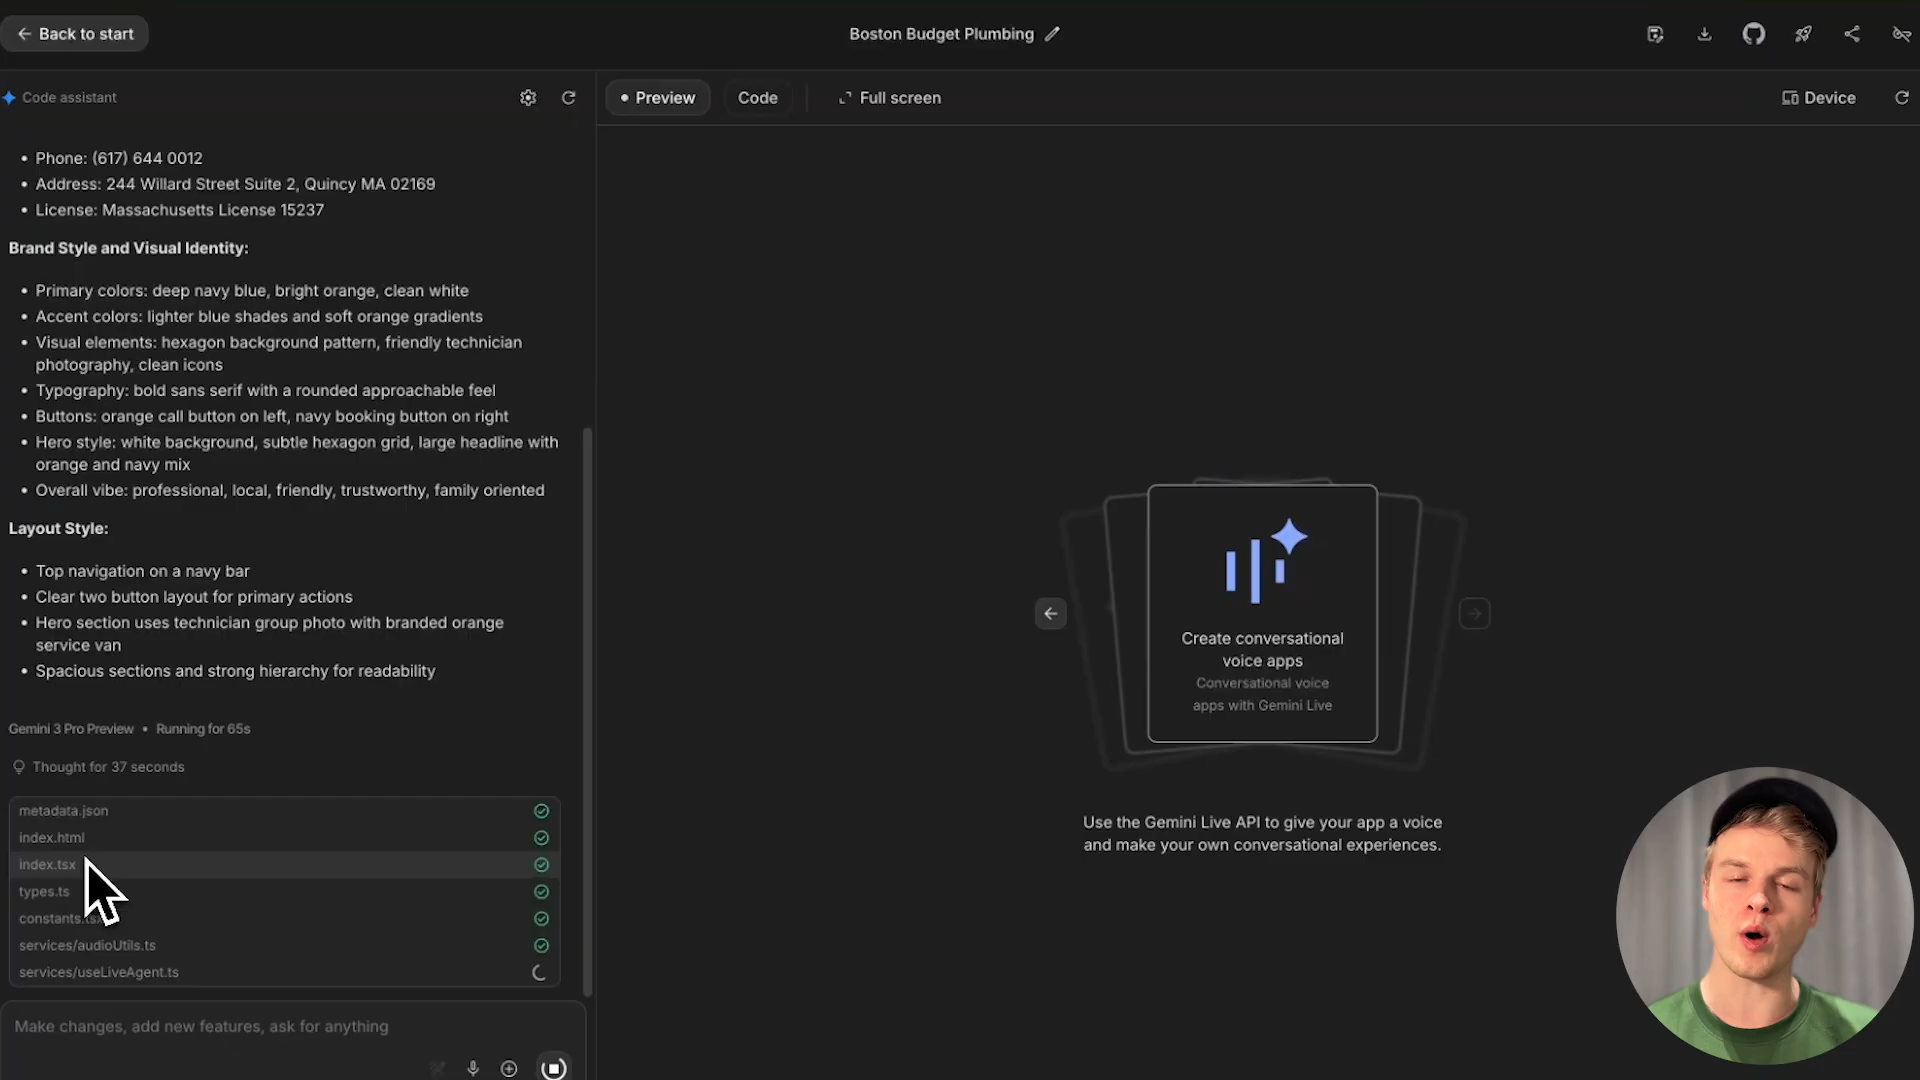 Back to start
Boston Budget Plumbing
Code assistant
Preview
Code
Full screen
Device
• Phone: (617) 644 0012
• Address: 244 Willard Street Suite 2, Quincy MA 02169
• License: Massachusetts License 15237
Brand Style and Visual Identity:
• Primary colors: deep navy blue, bright orange, clean white
• Accent colors: lighter blue shades and soft orange gradients
• Visual elements: hexagon background pattern, friendly technician
photography, clean icons
• Typography: bold sans serif with a rounded approachable feel
• Buttons: orange call button on left, navy booking button on right
• Hero style: white background, subtle hexagon grid, large headline with
orange and navy mix
• Overall vibe: professional, local, friendly, trustworthy, family oriented
Layout Style:
• Top navigation on a navy bar
• Clear two button layout for primary actions
• Hero section uses technician group photo with branded orange
service van
• Spacious sections and strong hierarchy for readability
Gemini 3 Pro Preview • Running for 65s
Thought for 37 seconds
metadata.json
index.html
index.tsx
types.ts
services/audioUtils.ts
services/useLiveAgent.ts
Make changes, add new features, ask for anything
Create conversational
voice apps
Conversational voice
apps with Gemini Live
Use the Gemini Live API to give your app a voice
and make your own conversational experiences.